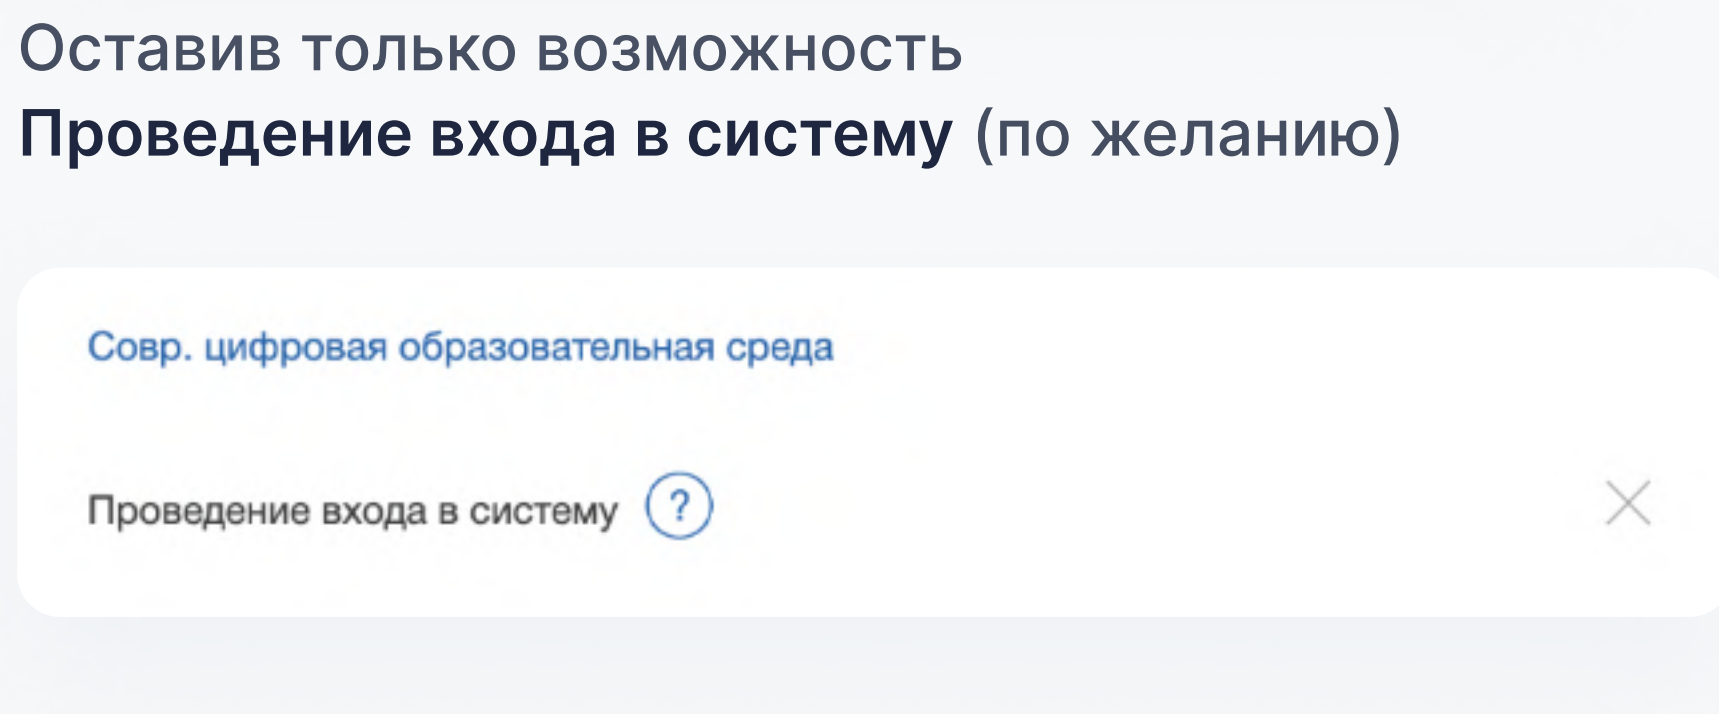 Оставив только возможность
Проведение входа в систему (по желанию)
Совр. цифровая образовательная среда
Проведение входа в систему ?